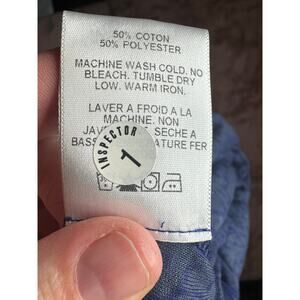 50% COTON
50% POLYESTER
MACHINE WASH COLD. NO
BLEACH. TUMBLE DRY
LOW. WARM IRON.
LAVER A FROID A LA
MACHINE. NON
JAV SECHE A
BASS ATURE FER
INSPECTOR
1